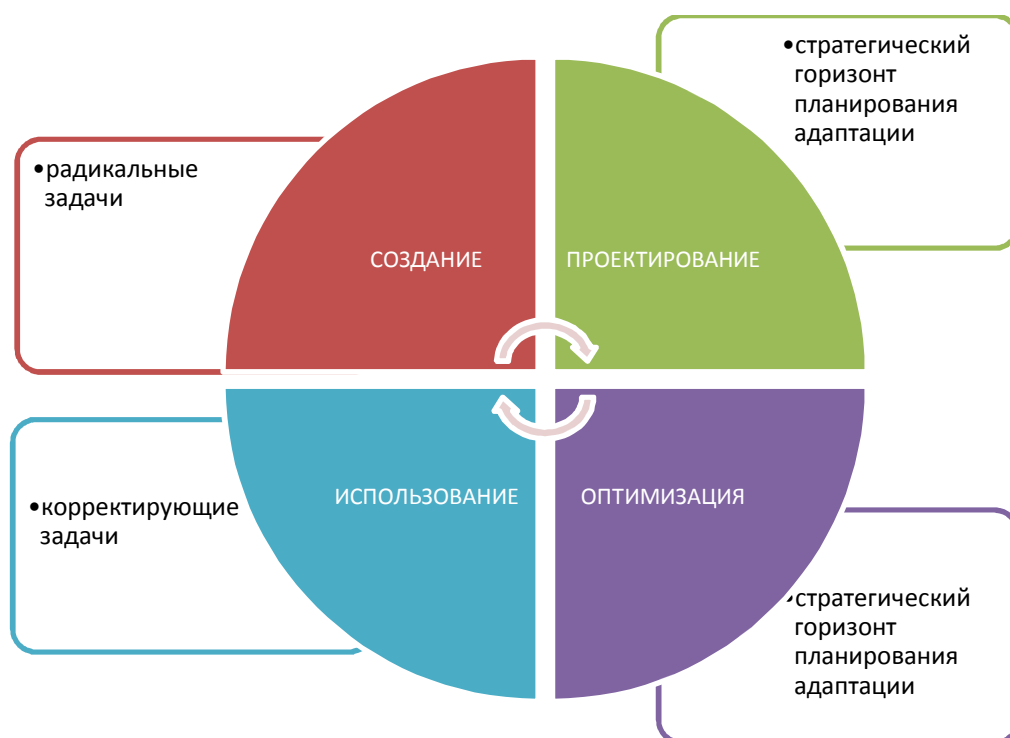 •стратегический
горизонт
планирования
адаптации
•радикальные
задачи
СОЗДАНИЕ
ПРОЕКТИРОВАНИЕ
ИСПОЛЬЗОВАНИЕ
ОПТИМИЗАЦИЯ
•корректирующие
задачи
•стратегический
горизонт
планирования
адаптации